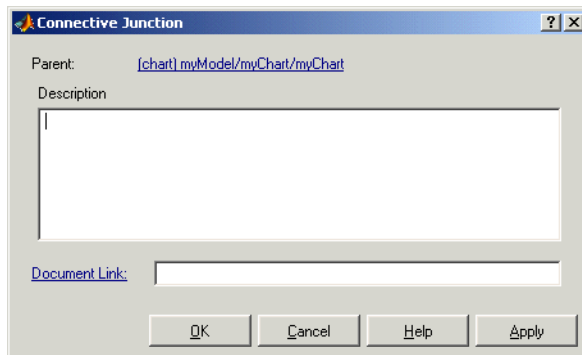 Connective Junction
Parent: (chart) myModel/myChart/myChart
Description
Document Link:
OK Cancel Help Apply